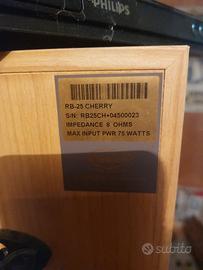 PHILIPS
RB-25 CHERRY
S/N: RB25CH+04500023
IMPEDANCE 8 OHMS
MAX INPUT PWR 75 WATTS
subito